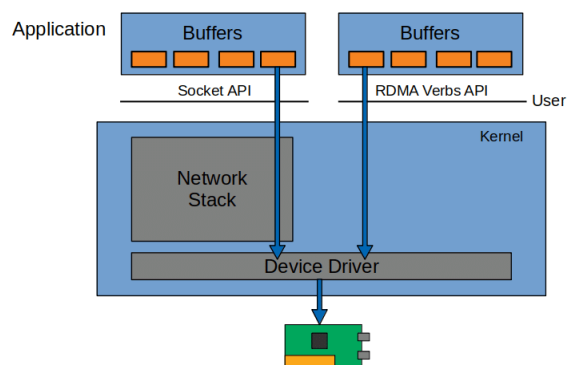 Application
Buffers
Buffers
Socket API
RDMA Verbs API
User
Kernel
Network
Stack
Device Driver